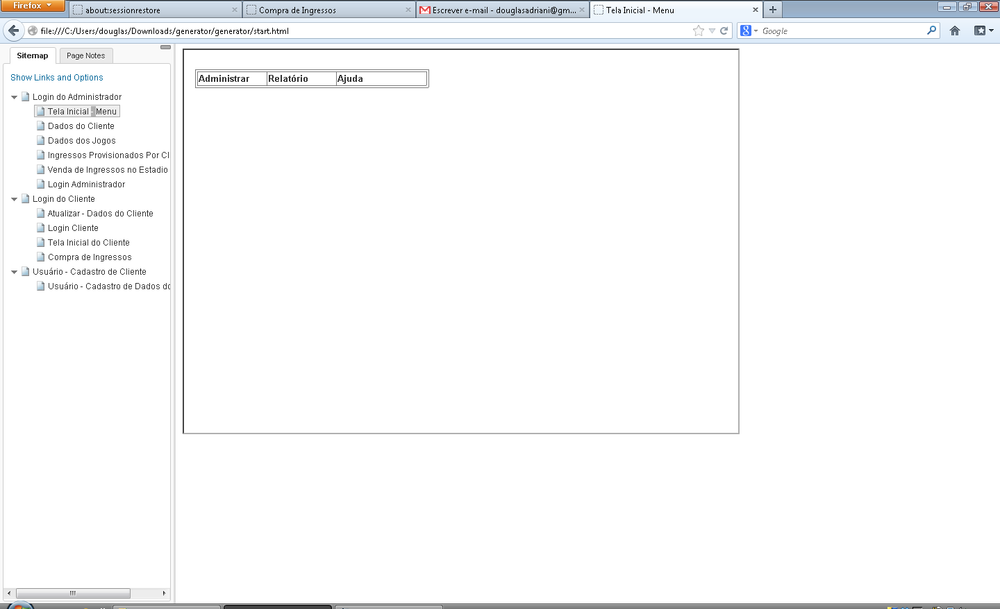 Firefox
about:sessionrestore
Compra de Ingressos
Escrever e-mail - douglasadriani@gm...
Tela Inicial - Menu
file:///C:/Users/douglas/Downloads/generator/generator/start.html
Google
Sitemap
Page Notes
Show Links and Options
Login do Administrador
Tela Inicial - Menu
Dados do Cliente
Dados dos Jogos
Ingressos Provisionados Por Cl
Venda de Ingressos no Estadio
Login Administrador
Login do Cliente
Atualizar - Dados do Cliente
Login Cliente
Tela Inicial do Cliente
Compra de Ingressos
Usuário - Cadastro de Cliente
Usuário - Cadastro de Dados do
Administrar Relatório Ajuda